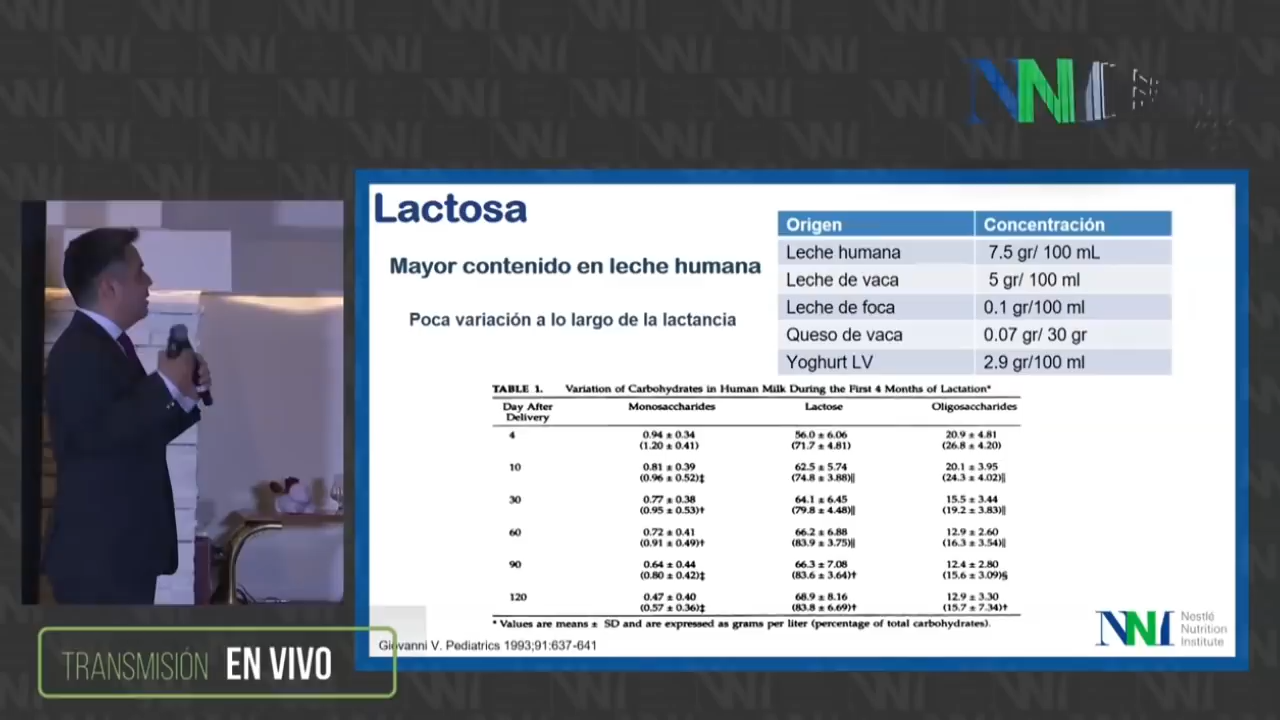 NNI
Lactosa
Mayor contenido en leche humana
Poca variación a lo largo de la lactancia
Origen Concentración
Leche humana 7.5 gr/ 100 mL
Leche de vaca 5 gr/ 100 ml
Leche de foca 0.1 gr/100 ml
Queso de vaca 0.07 gr/ 30 gr
Yoghurt LV 2.9 gr/100 ml
TABLE 1. Variation of Carbohydrates in Human Milk During the First 4 Months of Lactation*
Day After Delivery Monosaccharides Lactose Oligosaccharides
4 0.94 ± 0.34 56.0 ± 6.06 20.9 ± 4.81
(1.20 ± 0.41) (71.7 ± 4.81) (26.8 ± 4.20)
10 0.81 ± 0.39 62.5 ± 5.74 20.1 ± 3.95
(0.96 ± 0.52)‡ (74.8 ± 3.88)|| (24.3 ± 4.02)||
30 0.77 ± 0.38 64.1 ± 6.45 15.5 ± 3.44
(0.95 ± 0.53)† (79.8 ± 4.48)|| (19.2 ± 3.83)||
60 0.72 ± 0.41 66.2 ± 6.88 12.9 ± 2.60
(0.91 ± 0.49)† (83.9 ± 3.75)|| (16.3 ± 3.54)||
90 0.64 ± 0.44 66.3 ± 7.08 12.4 ± 2.80
(0.80 ± 0.42)‡ (83.6 ± 3.64)† (15.6 ± 3.09)§
120 0.47 ± 0.40 68.9 ± 8.16 12.9 ± 3.30
(0.57 ± 0.36)‡ (83.8 ± 6.69)† (15.7 ± 7.34)†
* Values are means ± SD and are expressed as grams per liter (percentage of total carbohydrates).
Giovanni V. Pediatrics 1993;91:637-641
NNI Nestlé
Nutrition
Institute
TRANSMISIÓN EN VIVO